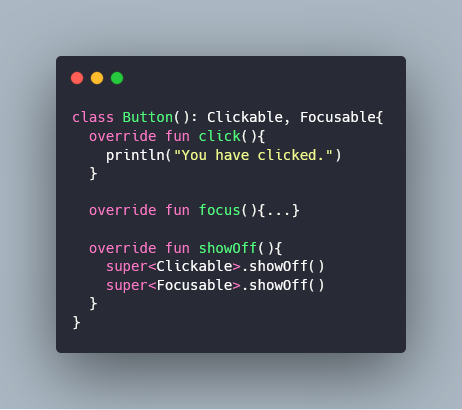 class Button(): Clickable, Focusable{
  override fun click(){
    println("You have clicked.")
  }

  override fun focus(){...}

  override fun showOff(){
    super<Clickable>.showOff()
    super<Focusable>.showOff()
  }
}